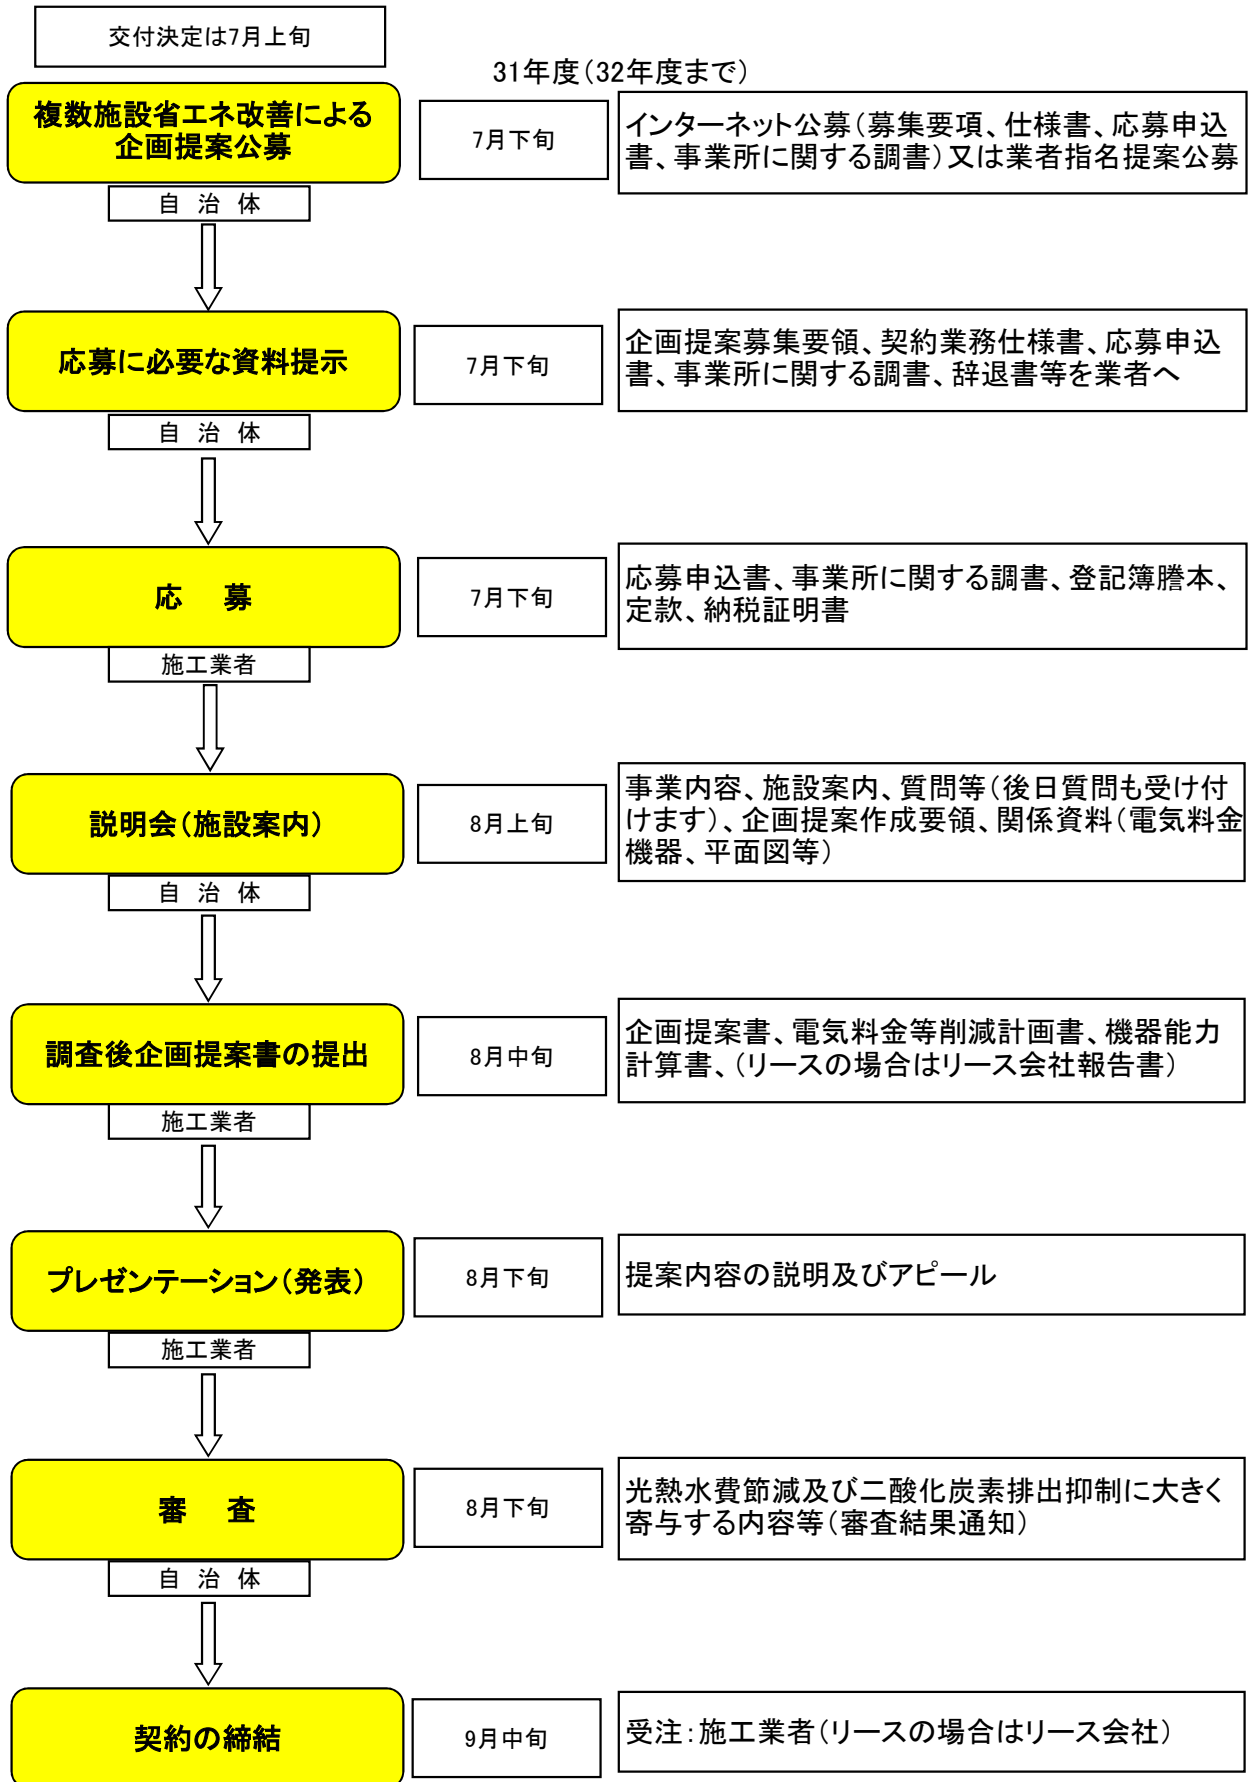 交付決定は7月上旬
31年度(32年度まで)
複数施設省エネ改善による
企画提案公募
7月下旬
インターネット公募(募集要項、仕様書、応募申込
書、事業所に関する調書)又は業者指名提案公募
自 治 体
応募に必要な資料提示
7月下旬
企画提案募集要領、契約業務仕様書、応募申込
書、事業所に関する調書、辞退書等を業者へ
自 治 体
応 募
7月下旬
応募申込書、事業所に関する調書、登記簿謄本、
定款、納税証明書
施工業者
説明会(施設案内)
8月上旬
事業内容、施設案内、質問等(後日質問も受け付
けます)、企画提案作成要領、関係資料(電気料金
機器、平面図等)
自 治 体
調査後企画提案書の提出
8月中旬
企画提案書、電気料金等削減計画書、機器能力
計算書、(リースの場合はリース会社報告書)
施工業者
プレゼンテーション(発表)
8月下旬
提案内容の説明及びアピール
施工業者
審 査
8月下旬
光熱水費節減及び二酸化炭素排出抑制に大きく
寄与する内容等(審査結果通知)
自 治 体
契約の締結
9月中旬
受注:施工業者(リースの場合はリース会社)